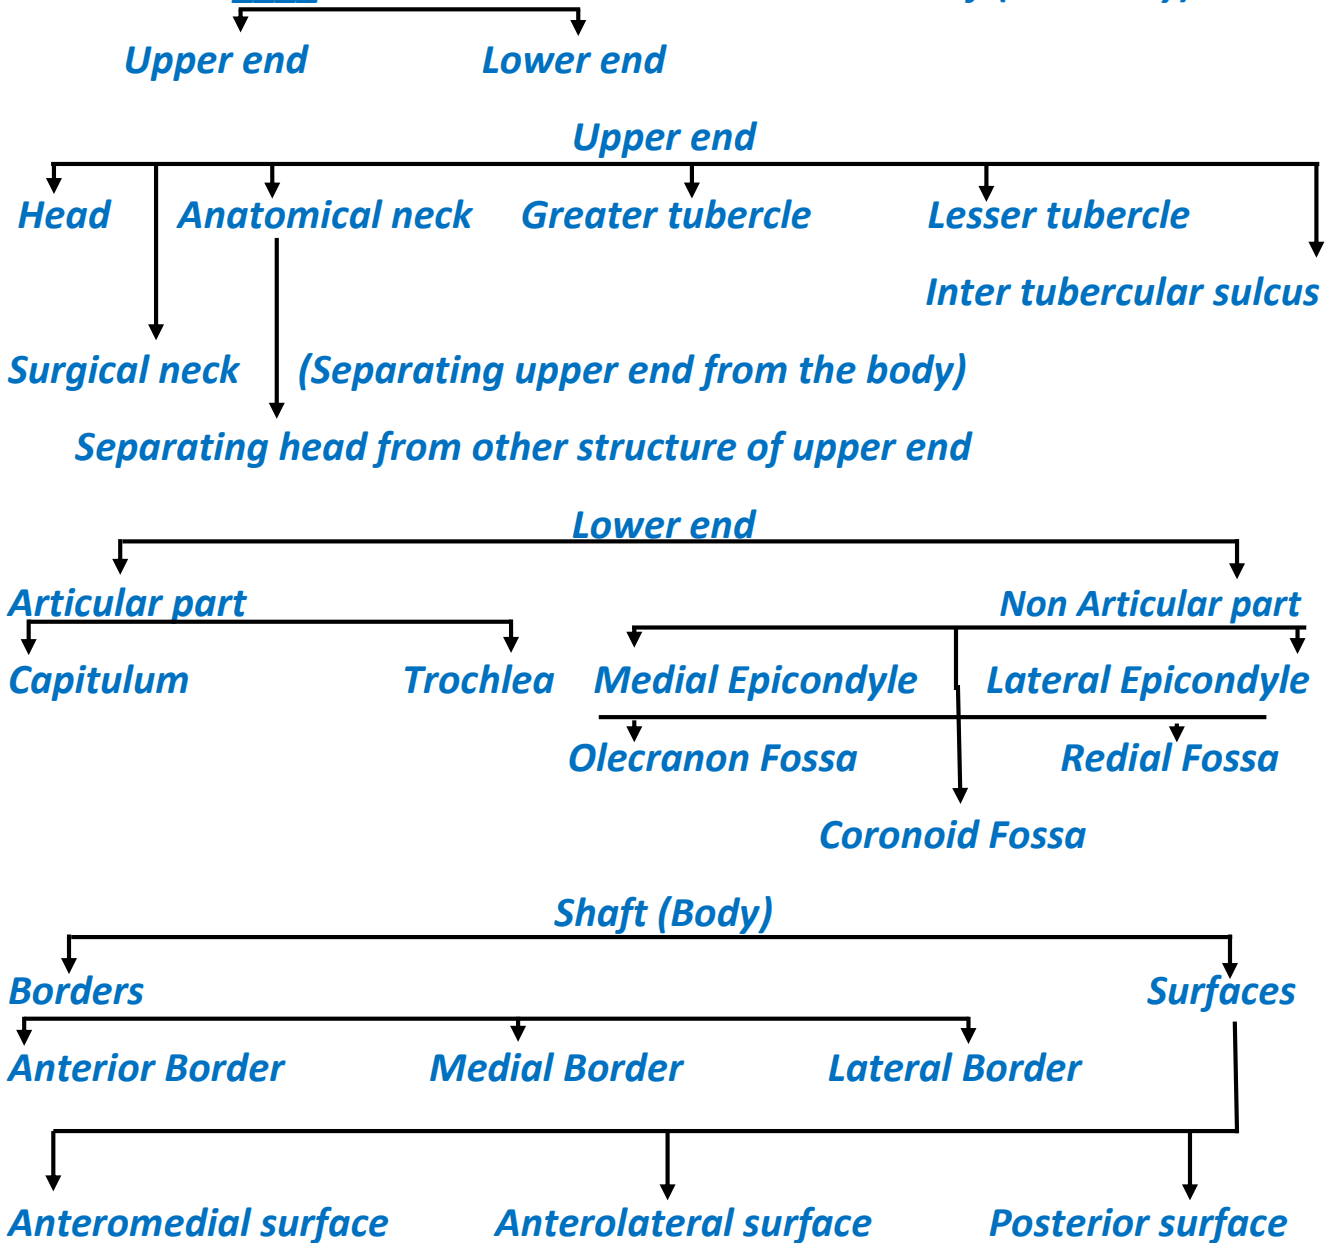 Upper end Lower end
Upper end
Head Anatomical neck Greater tubercle Lesser tubercle
Inter tubercular sulcus
Surgical neck (Separating upper end from the body)
Separating head from other structure of upper end
Lower end
Articular part Non Articular part
Capitulum Trochlea Medial Epicondyle Lateral Epicondyle
Olecranon Fossa Redial Fossa
Coronoid Fossa
Shaft (Body)
Borders Surfaces
Anterior Border Medial Border Lateral Border
Anteromedial surface Anterolateral surface Posterior surface